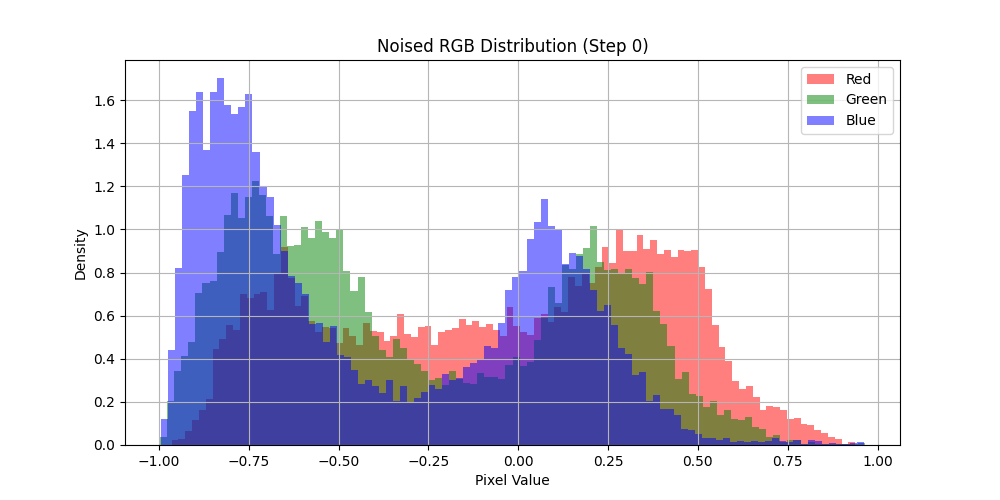 Noised RGB Distribution (Step 0)
Red
Green
Blue
1.6
1.4
1.2
1.0
0.8
0.6
0.4
0.2
0.0
Density
−1.00 −0.75 −0.50 −0.25 0.00 0.25 0.50 0.75 1.00
Pixel Value